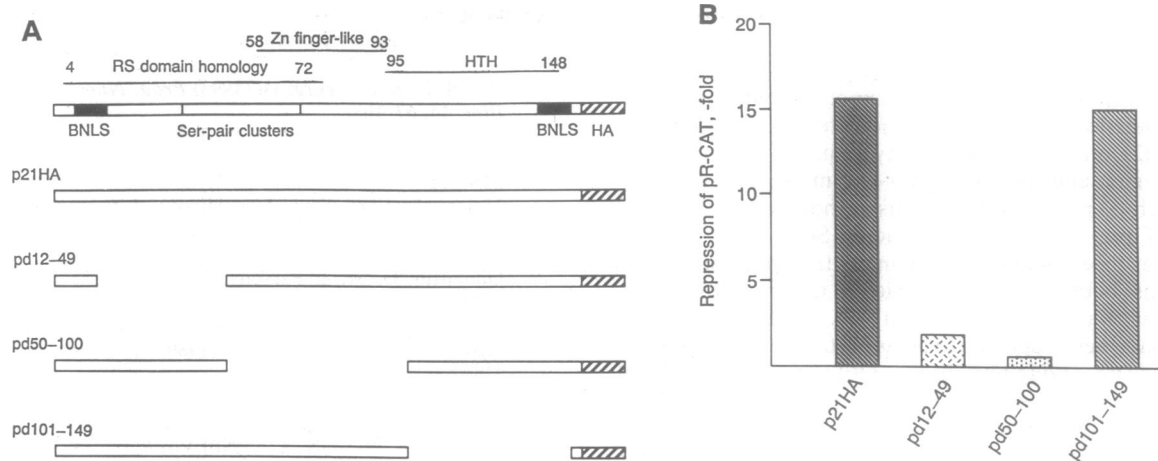 A
58 Zn finger-like 93
4 RS domain homology 72
95 HTH 148
BNLS Ser-pair clusters BNLS HA
p21HA
pd12–49
pd50–100
pd101–149
B
Repression of pR-CAT, -fold
20
15
10
5
p21HA
pd12–49
pd50–100
pd101–149